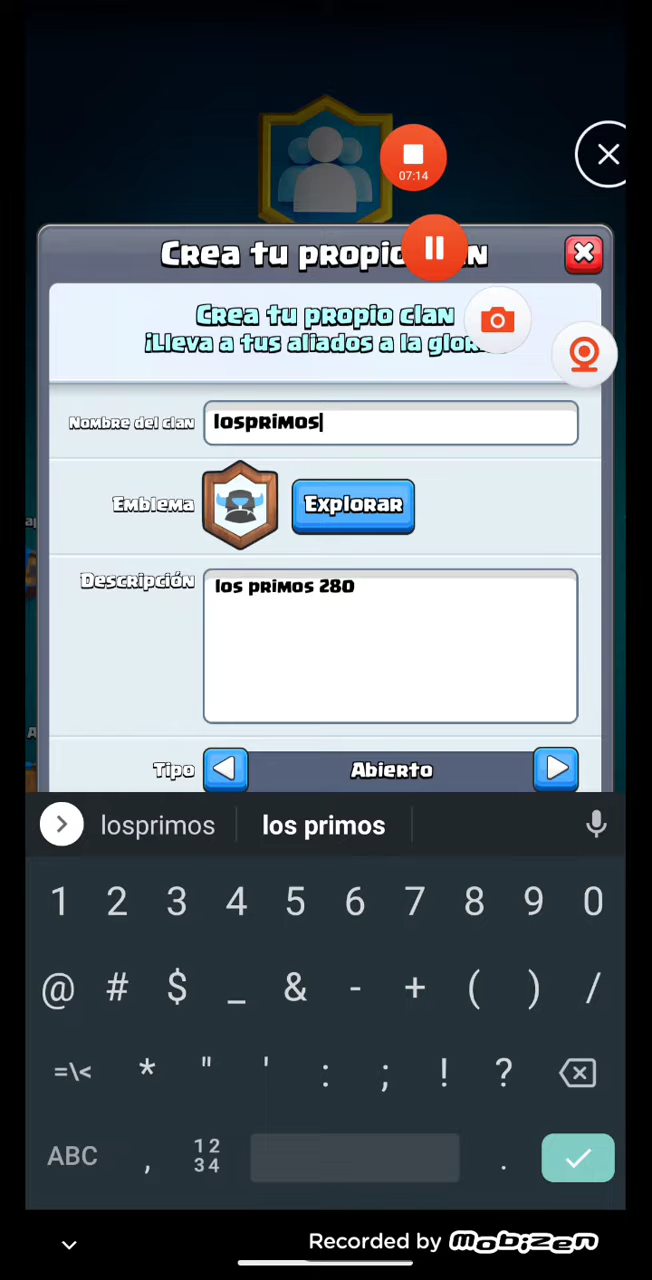 07:14
Crea tu propio
Crea tu propio clan
¡Lleva a tus aliados a la
Nombre del clan
losprimos
Emblema
Explorar
Descripción
los primos 280
Tipo
Abierto
losprimos
los primos
1 2 3 4 5 6 7 8 9 0
@ # $ _ & - + ( ) /
=\< * " ' : ; ! ?
ABC , 12 34 .
Recorded by mobizen